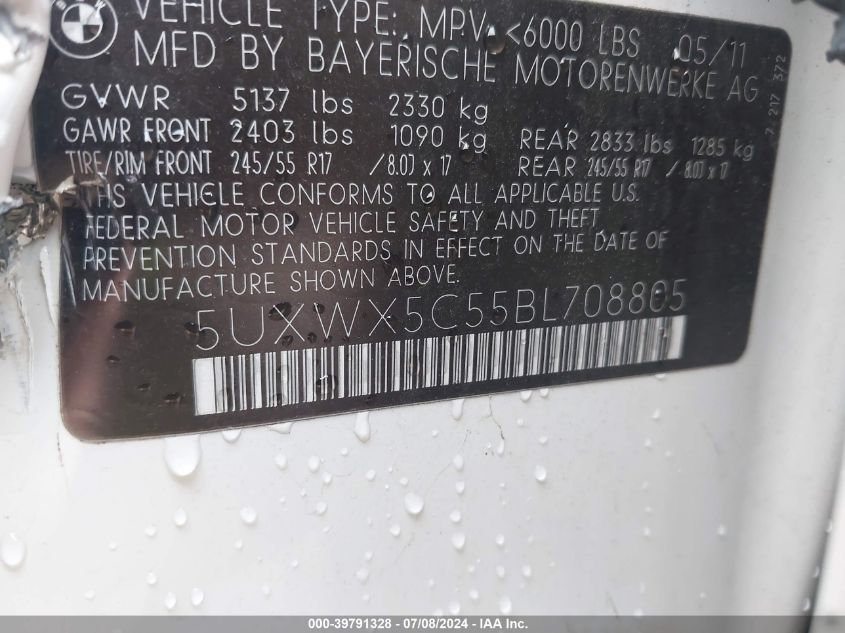 VEHICLE TYPE: MPV <6000 LBS 05/11
MFD BY BAYERISCHE MOTORENWERKE AG
GVWR 5137 lbs 2330 kg
GAWR FRONT 2403 lbs 1090 kg REAR 2833 lbs 1285 kg
TIRE/RIM FRONT 245/55 R17 /8.0J x 17 REAR 245/55 R17 / 8.0J x 17
THIS VEHICLE CONFORMS TO ALL APPLICABLE U.S.
FEDERAL MOTOR VEHICLE SAFETY AND THEFT
PREVENTION STANDARDS IN EFFECT ON THE DATE OF
MANUFACTURE SHOWN ABOVE.
5UXWX5C55BL708805
7 217 372
000-39791328 - 07/08/2024 - IAA Inc.